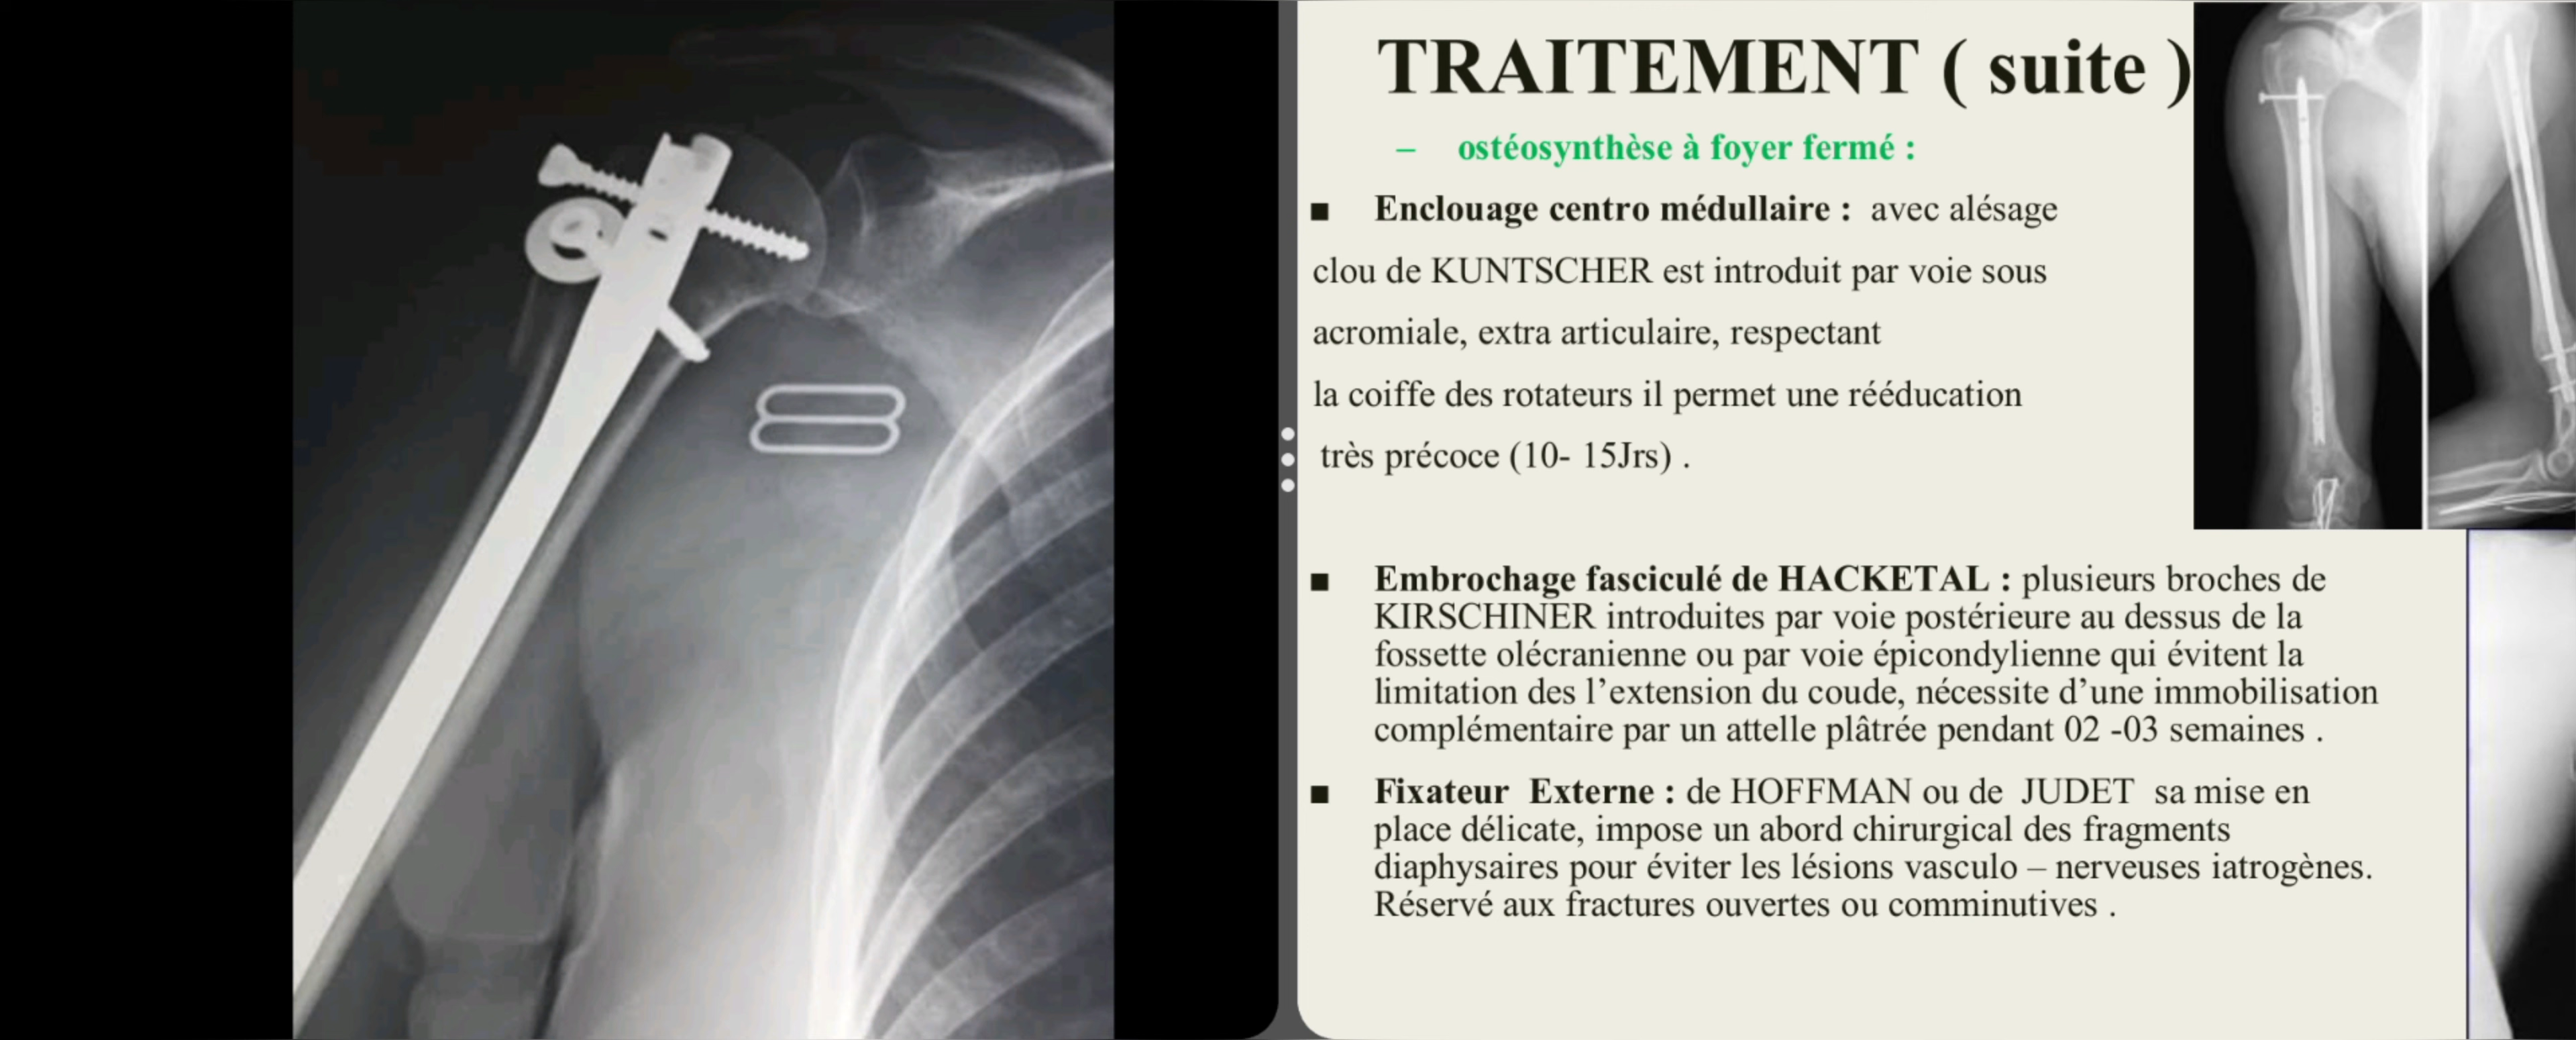 TRAITEMENT ( suite )
– ostéosynthèse à foyer fermé :
■ Enclouage centro médullaire : avec alésage
clou de KUNTSCHER est introduit par voie sous
acromiale, extra articulaire, respectant
la coiffe des rotateurs il permet une rééducation
très précoce (10- 15Jrs) .
■ Embrochage fasciculé de HACKETAL : plusieurs broches de
KIRSCHINER introduites par voie postérieure au dessus de la
fossette olécranienne ou par voie épicondylienne qui évitent la
limitation des l’extension du coude, nécessite d’une immobilisation
complémentaire par un attelle plâtrée pendant 02 -03 semaines .
■ Fixateur Externe : de HOFFMAN ou de JUDET sa mise en
place délicate, impose un abord chirurgical des fragments
diaphysaires pour éviter les lésions vasculo – nerveuses iatrogènes.
Réservé aux fractures ouvertes ou comminutives .